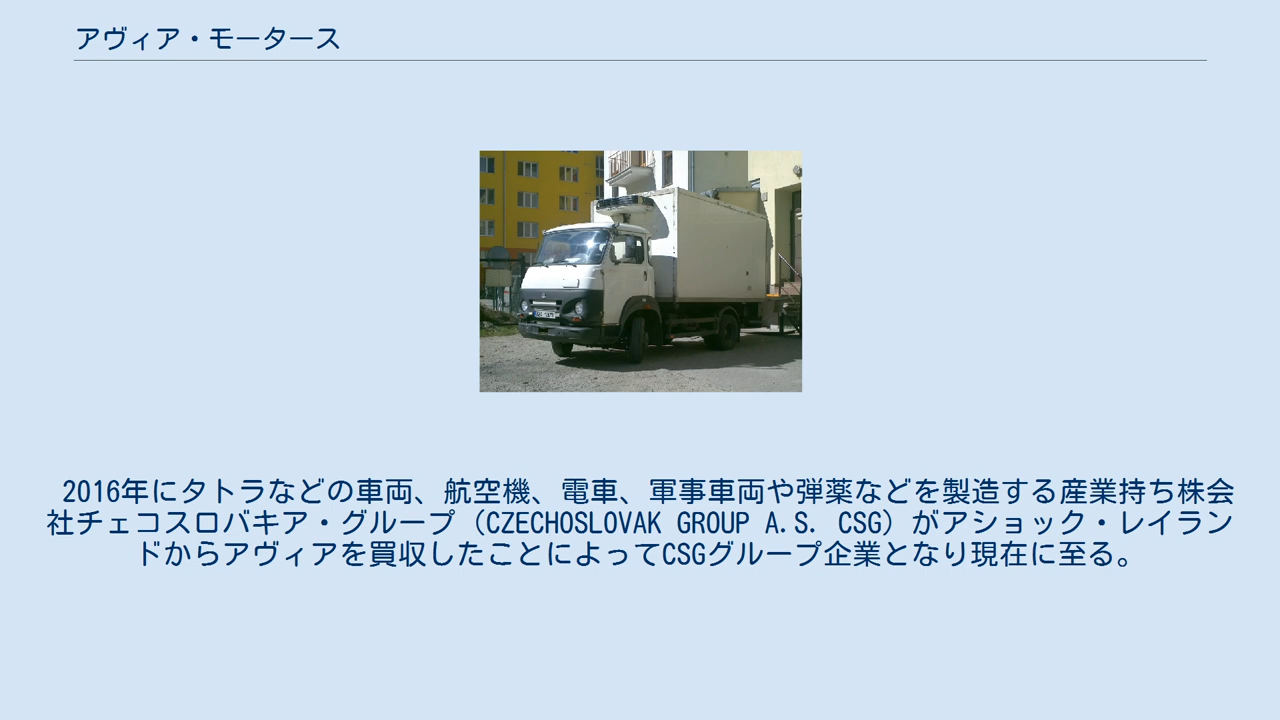 アヴィア・モータース
2016年にタトラなどの車両、航空機、電車、軍事車両や弾薬などを製造する産業持ち株会
社チェコスロバキア・グループ（CZECHOSLOVAK GROUP A.S. CSG）がアショック・レイラン
ドからアヴィアを買収したことによってCSGグループ企業となり現在に至る。